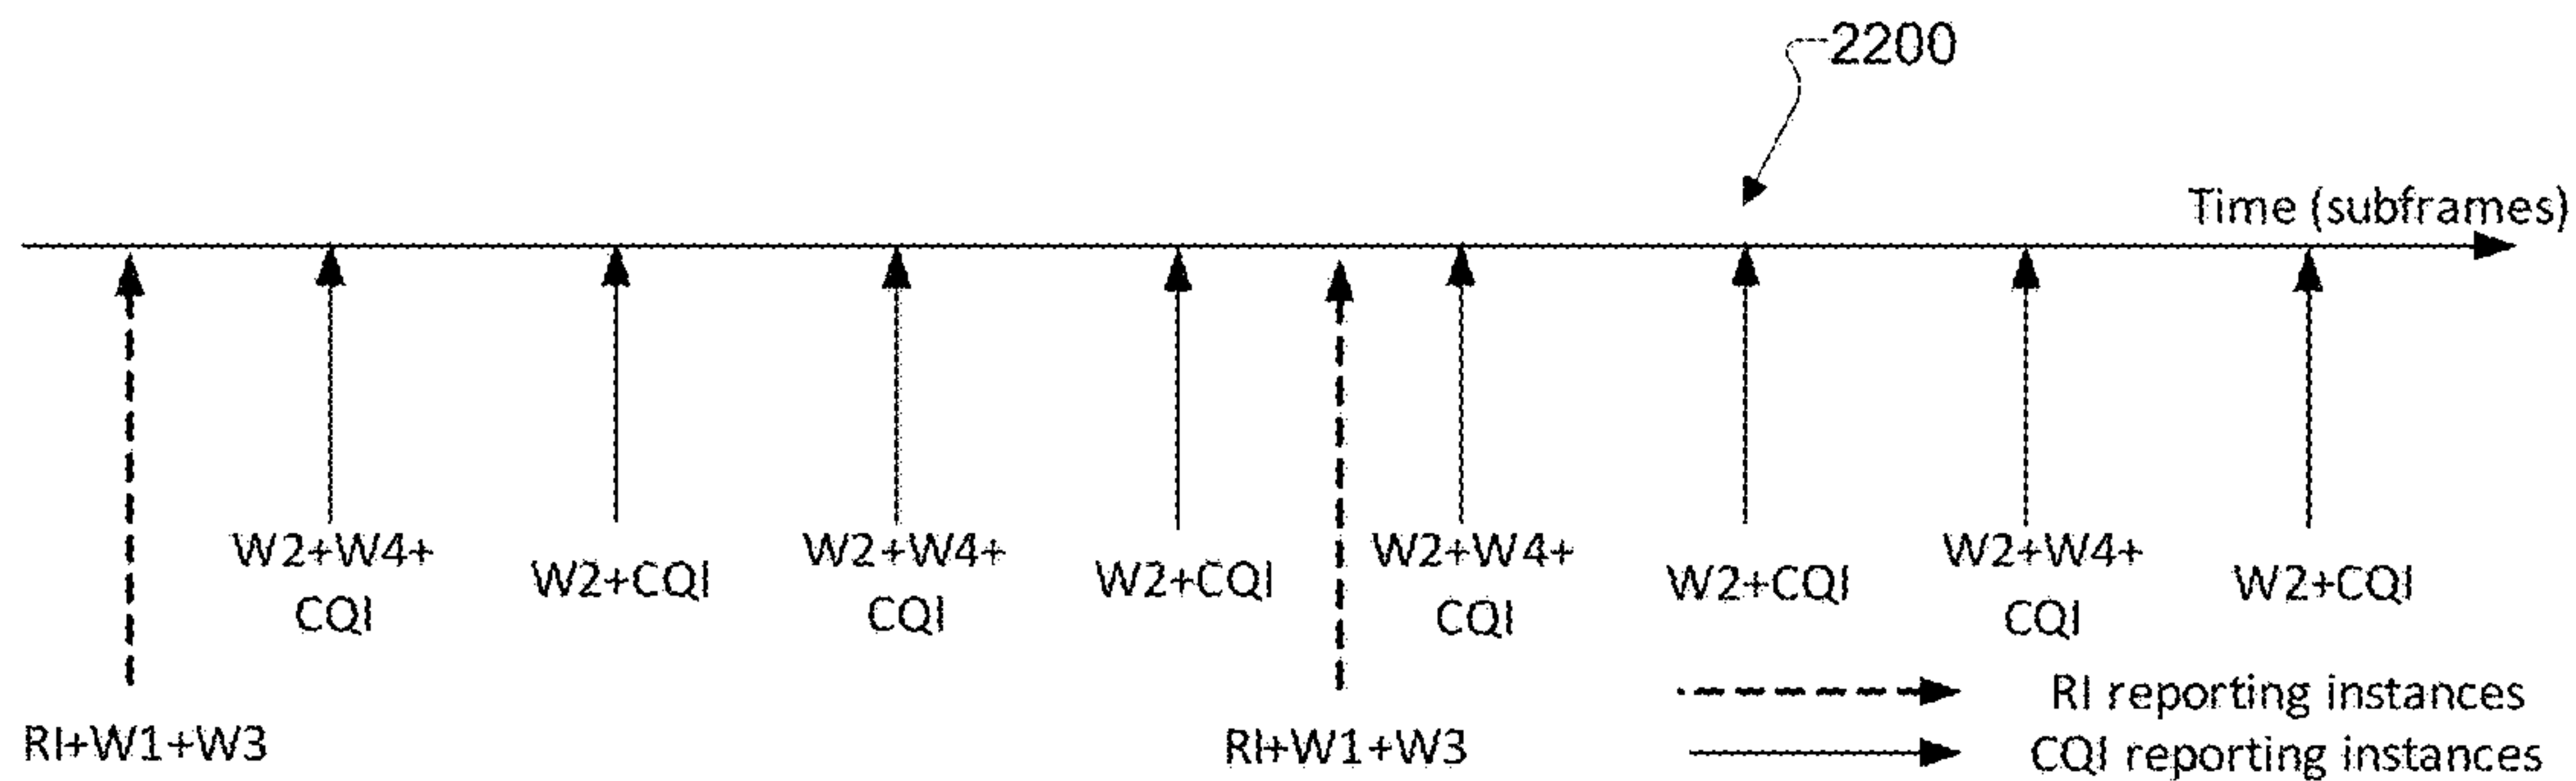 2200
Time (subframes)
W2+W4+
CQI
W2+CQI
W2+W4+
CQI
W2+CQI
W2+W4+
CQI
W2+CQI
W2+W4+
CQI
W2+CQI
RI+W1+W3
RI+W1+W3
RI reporting instances
CQI reporting instances